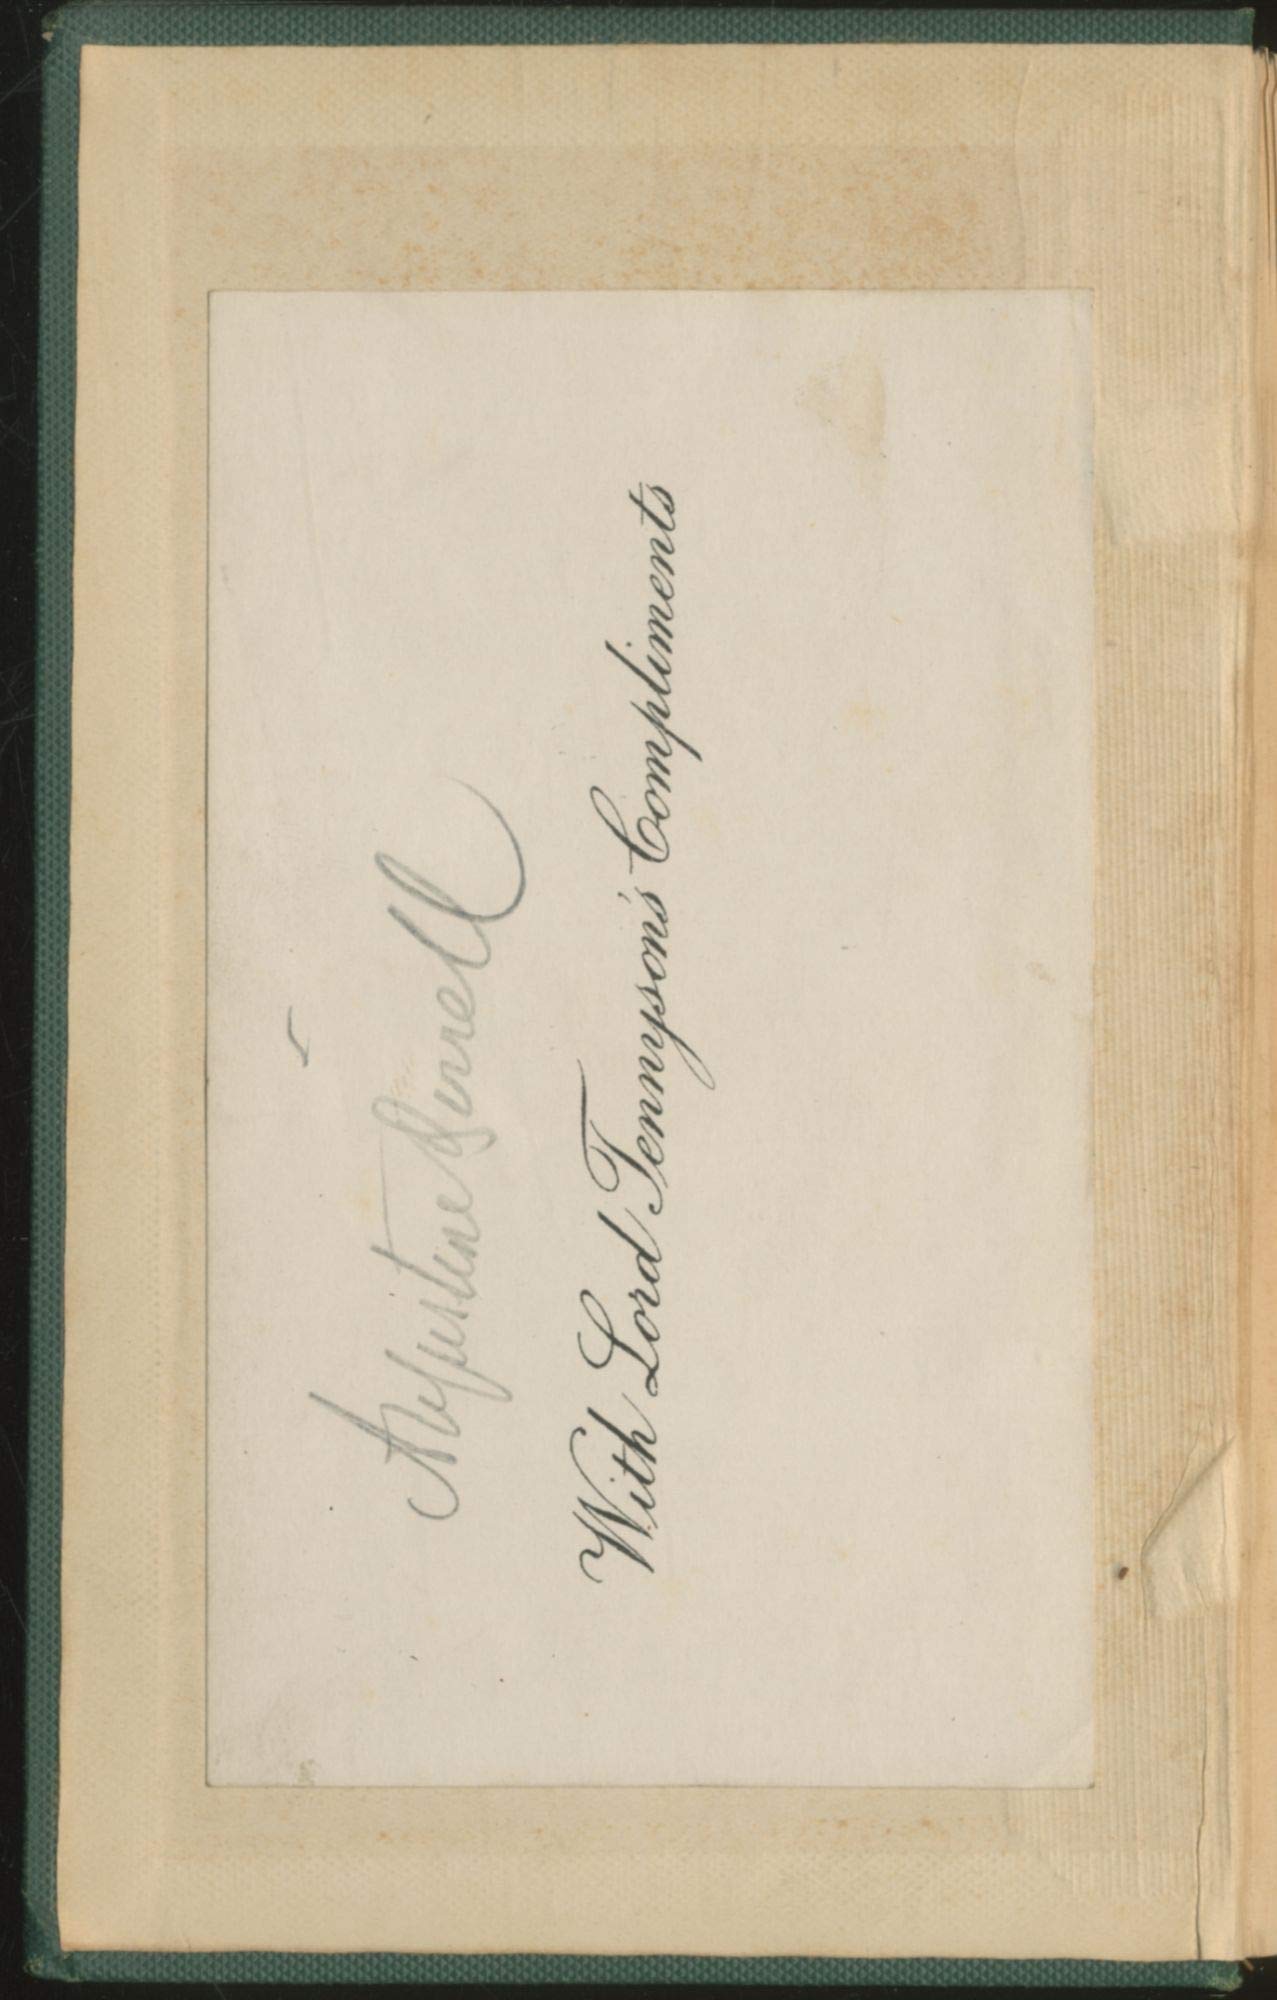 Augustine Birrell
With Lord Tennyson's Compliments